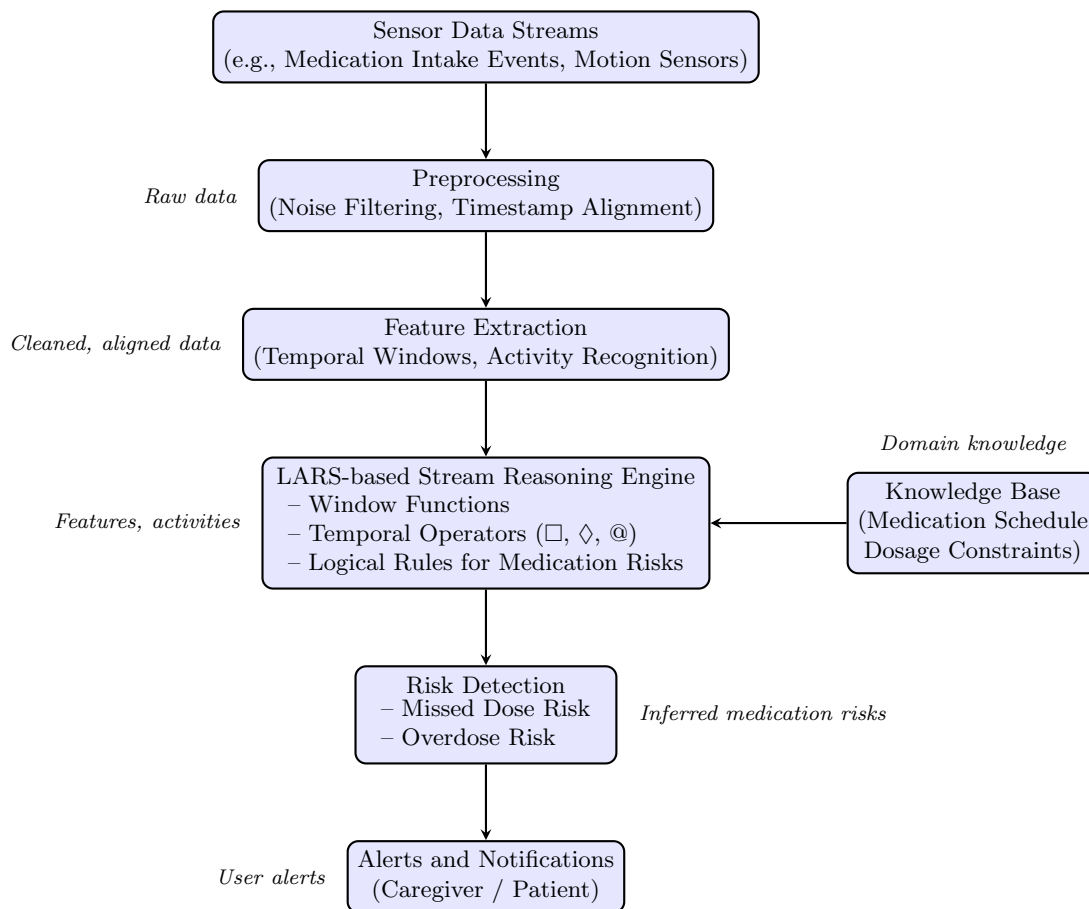 Sensor Data Streams
(e.g., Medication Intake Events, Motion Sensors)
Preprocessing
(Noise Filtering, Timestamp Alignment)
Raw data
Feature Extraction
(Temporal Windows, Activity Recognition)
Cleaned, aligned data
LARS-based Stream Reasoning Engine
– Window Functions
– Temporal Operators (□, ◊, @)
– Logical Rules for Medication Risks
Features, activities
Domain knowledge
Knowledge Base
(Medication Schedule
Dosage Constraints)
Risk Detection
– Missed Dose Risk
– Overdose Risk
Inferred medication risks
Alerts and Notifications
(Caregiver / Patient)
User alerts